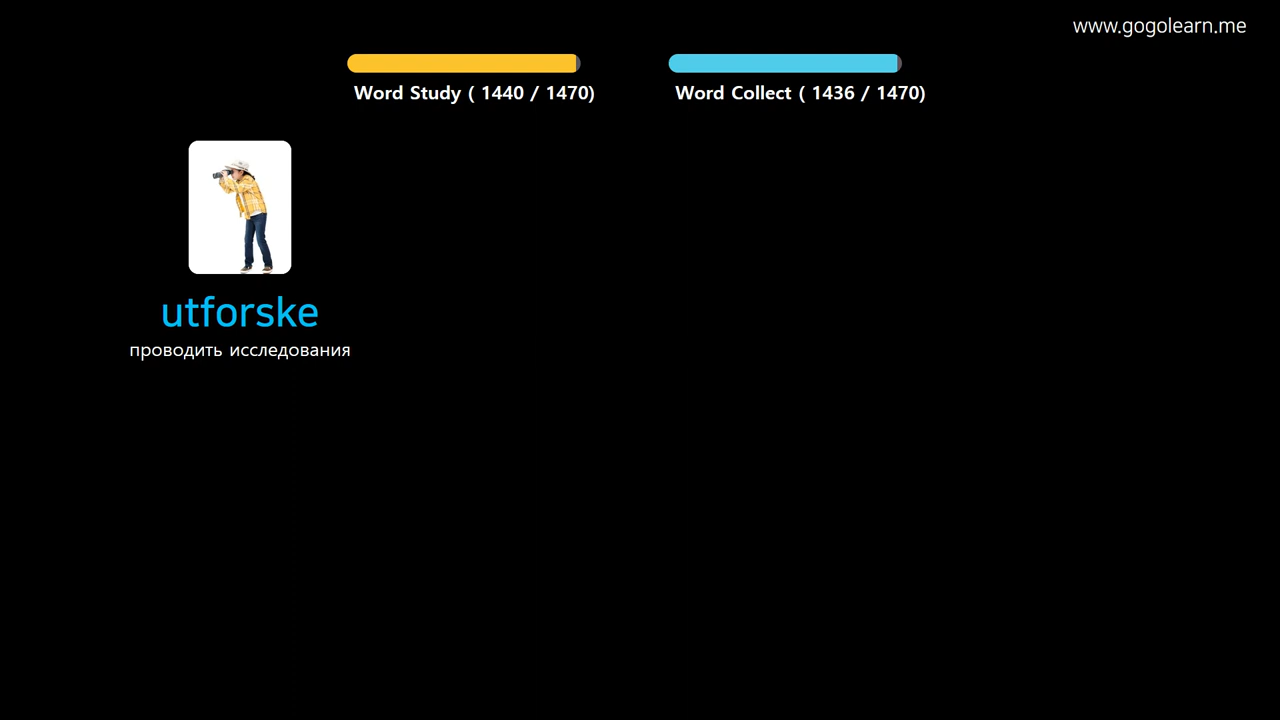 www.gogolearn.me
Word Study ( 1440 / 1470)
Word Collect ( 1436 / 1470)
utforske
проводить исследования